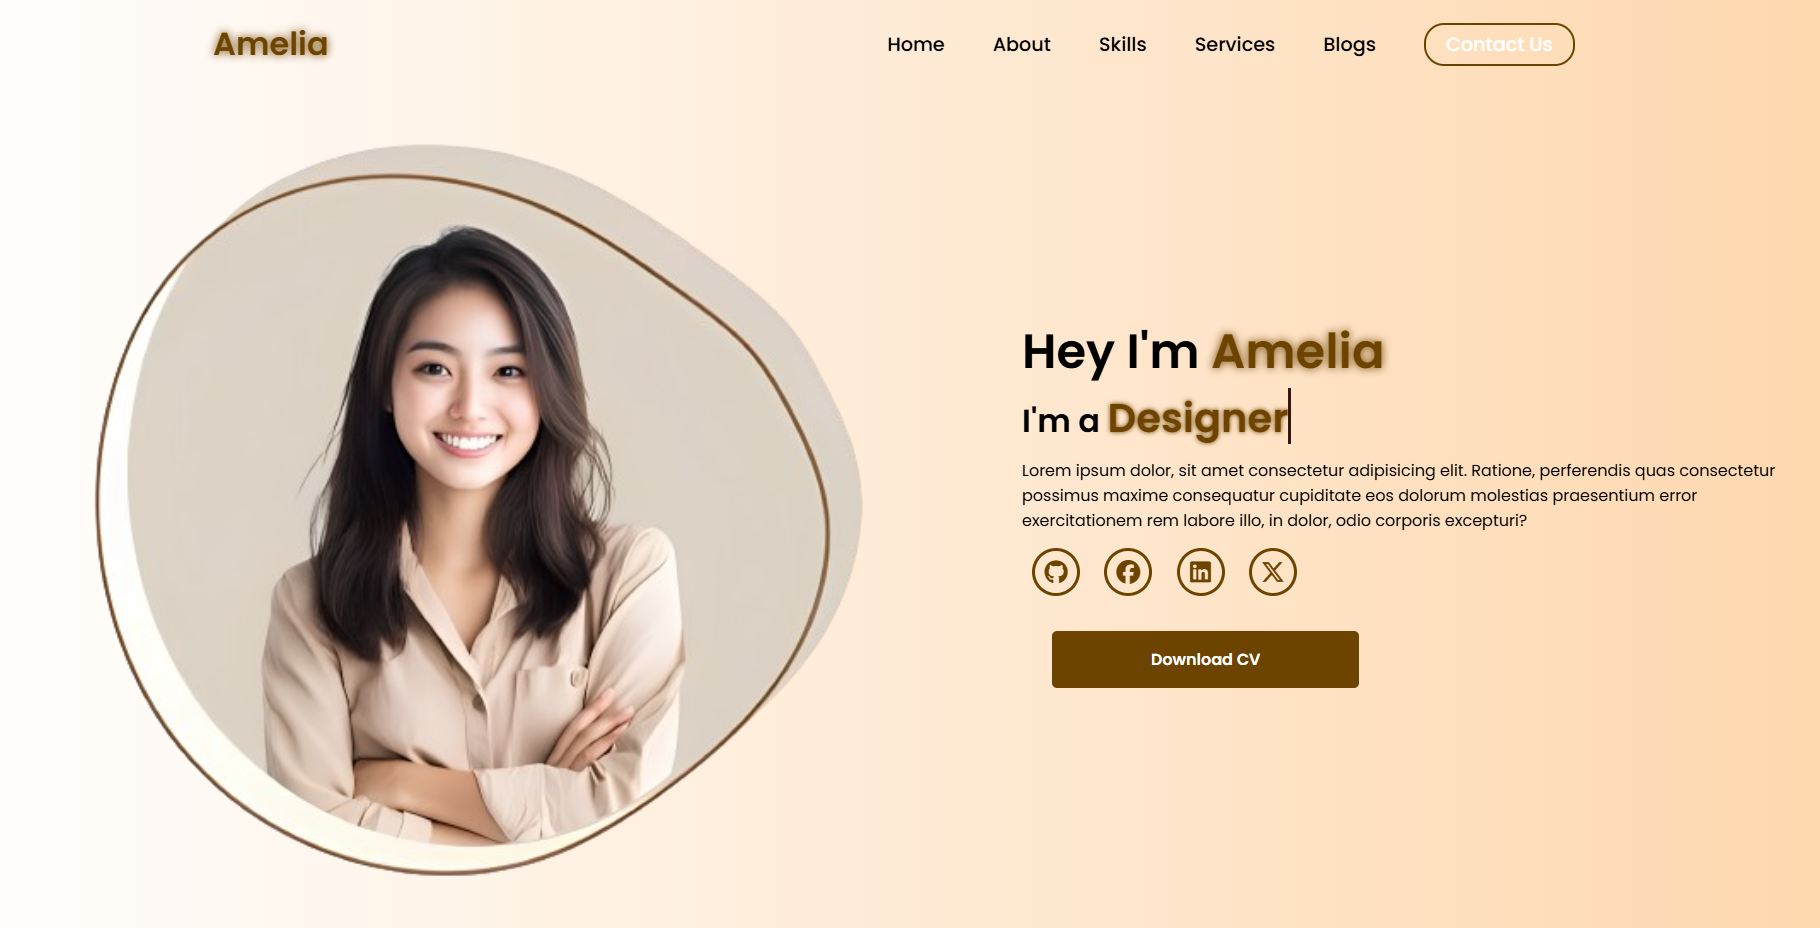 Amelia
Home
About
Skills
Services
Blogs
Contact Us
Hey I'm Amelia
I'm a Designer
Lorem ipsum dolor, sit amet consectetur adipisicing elit. Ratione, perferendis quas consectetur
possimus maxime consequatur cupiditate eos dolorum molestias praesentium error
exercitationem rem labore illo, in dolor, odio corporis excepturi?
Download CV